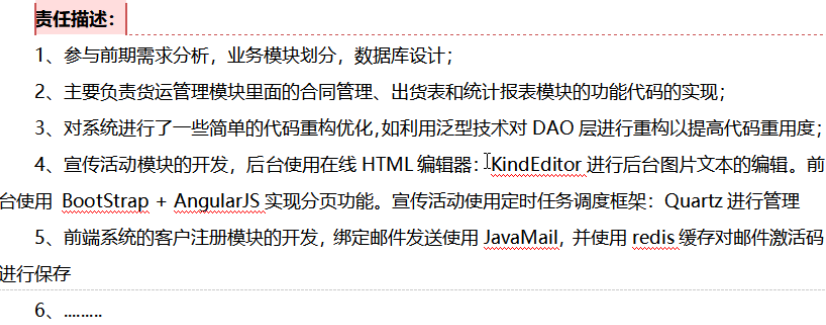 责任描述：
1、参与前期需求分析，业务模块划分，数据库设计；
2、主要负责货运管理模块里面的合同管理、出货表和统计报表模块的功能代码的实现；
3、对系统进行了一些简单的代码重构优化,如利用泛型技术对 DAO 层进行重构以提高代码重用度；
4、宣传活动模块的开发，后台使用在线 HTML 编辑器：KindEditor 进行后台图片文本的编辑。前
台使用 BootStrap + AngularJS 实现分页功能。宣传活动使用定时任务调度框架：Quartz 进行管理
5、前端系统的客户注册模块的开发，绑定邮件发送使用 JavaMail，并使用 redis 缓存对邮件激活码
进行保存
6、.........